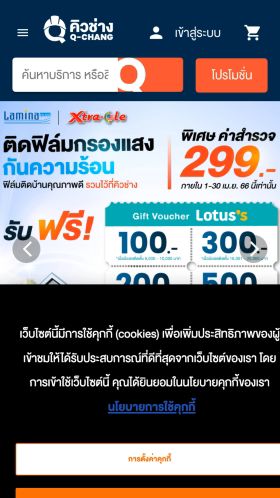 คิวช่าง
Q-CHANG
เข้าสู่ระบบ
ค้นหาบริการ หรือสิ
โปรโมชั่น
Lamina
Xtra-Cole
ติดฟิล์มกรองแสง
กันความร้อน
ฟิล์มติดบ้านคุณภาพดี รวมไว้ที่คิวช่าง
พิเศษ ค่าสำรวจ
299.-
ภายใน 1-30 เม.ย. 66 นี้เท่านั้น
รับ ฟรี!
Gift Voucher Lotus's
100.-
300.-
200
500
เว็บไซต์นี้มีการใช้คุกกี้ (cookies) เพื่อเพิ่มประสิทธิภาพของผู้
เข้าชมให้ได้รับประสบการณ์ที่ดีที่สุดจากเว็บไซต์ของเรา โดย
การเข้าใช้เว็บไซต์นี้ คุณได้ยินยอมในนโยบายคุกกี้ของเรา
นโยบายการใช้คุกกี้
การตั้งค่าคุกกี้